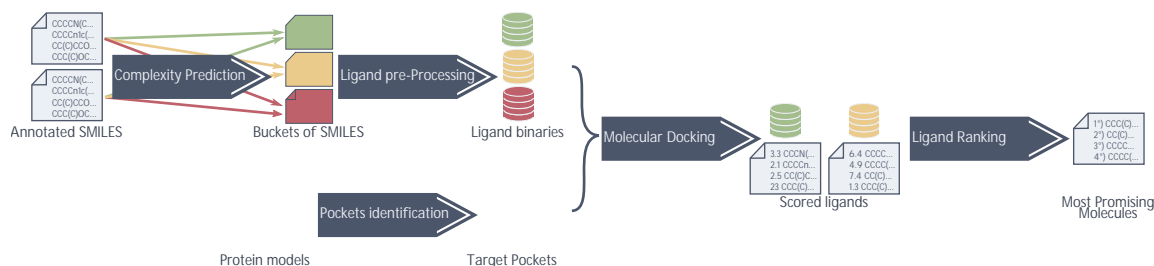 CCCCN(C...
CCCCn1c(...
CC(C)CCO...
CCC(C)OC...
CCCCN(C...
CCCCn1c(...
CC(C)CCO...
CCC(C)OC...
Annotated SMILES
Complexity Prediction
Buckets of SMILES
Ligand pre-Processing
Ligand binaries
Pockets identification
Protein models
Target Pockets
Molecular Docking
3.3 CCCN(...
2.1 CCCCn...
2.5 CC(C)C...
23 CCC(C)...
6.4 CCCC...
4.9 CCCC(...
7.4 CC(C)...
1.3 CCC(C)...
Scored ligands
Ligand Ranking
1°) CCC(C)...
2°) CC(C)...
3°) CCCC...
4°) CCCC(...
Most Promising
Molecules